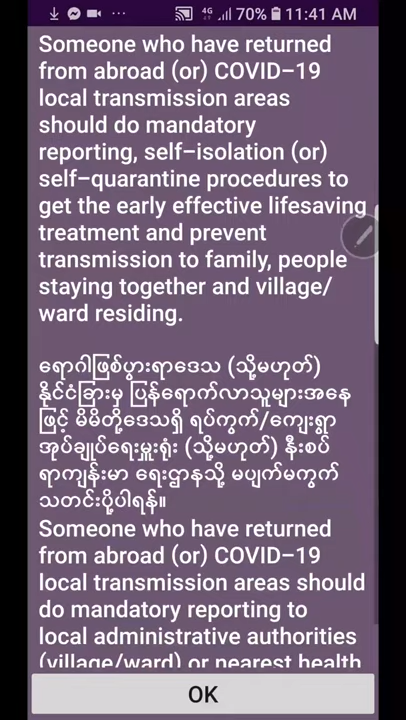 4G 70% 11:41 AM
Someone who have returned
from abroad (or) COVID-19
local transmission areas
should do mandatory
reporting, self-isolation (or)
self-quarantine procedures to
get the early effective lifesaving
treatment and prevent
transmission to family, people
staying together and village/
ward residing.
ရောဂါဖြစ်ပွားရာဒေသ (သို့မဟုတ်)
နိုင်ငံခြားမှ ပြန်ရောက်လာသူများအနေ
ဖြင့် မိမိတို့ဒေသရှိ ရပ်ကွက်/ကျေးရွာ
အုပ်ချုပ်ရေးမှူးရုံး (သို့မဟုတ်) နီးစပ်
ရာကျန်းမာ ရေးဌာနသို့ မပျက်မကွက်
သတင်းပို့ပါရန်။
Someone who have returned
from abroad (or) COVID-19
local transmission areas should
do mandatory reporting to
local administrative authorities
(village/ward) or nearest health
OK